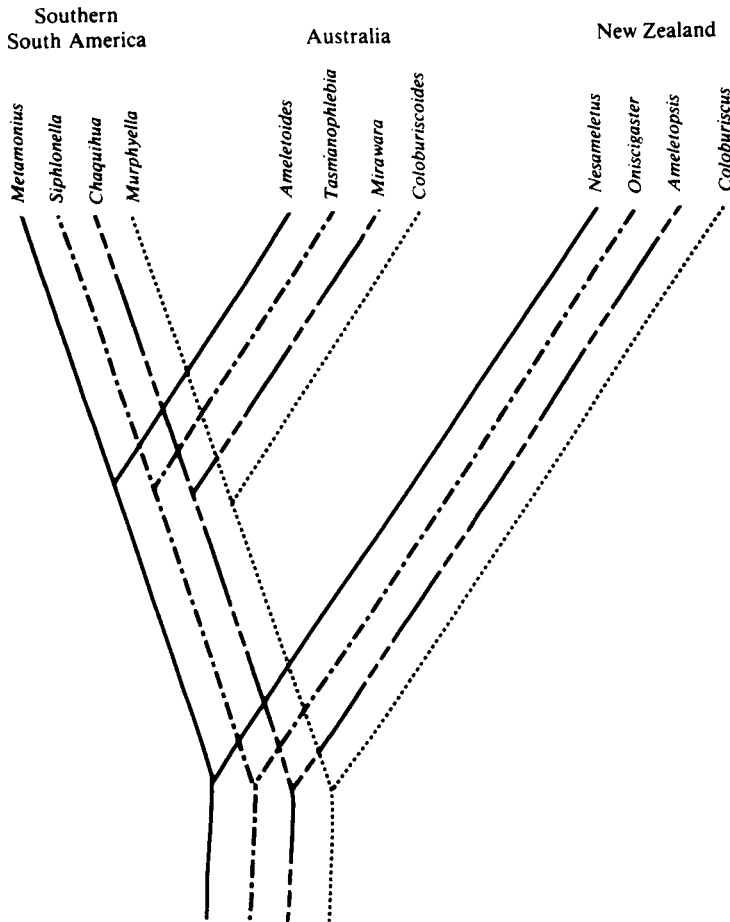 Southern
South America
Australia
New Zealand
Metamonius
Siphlonella
Chaquihua
Murphyella
Ameletoides
Tasmanophlebia
Mirawara
Coloburiscoides
Nesameletus
Oniscigaster
Ameletopsis
Coloburiscus